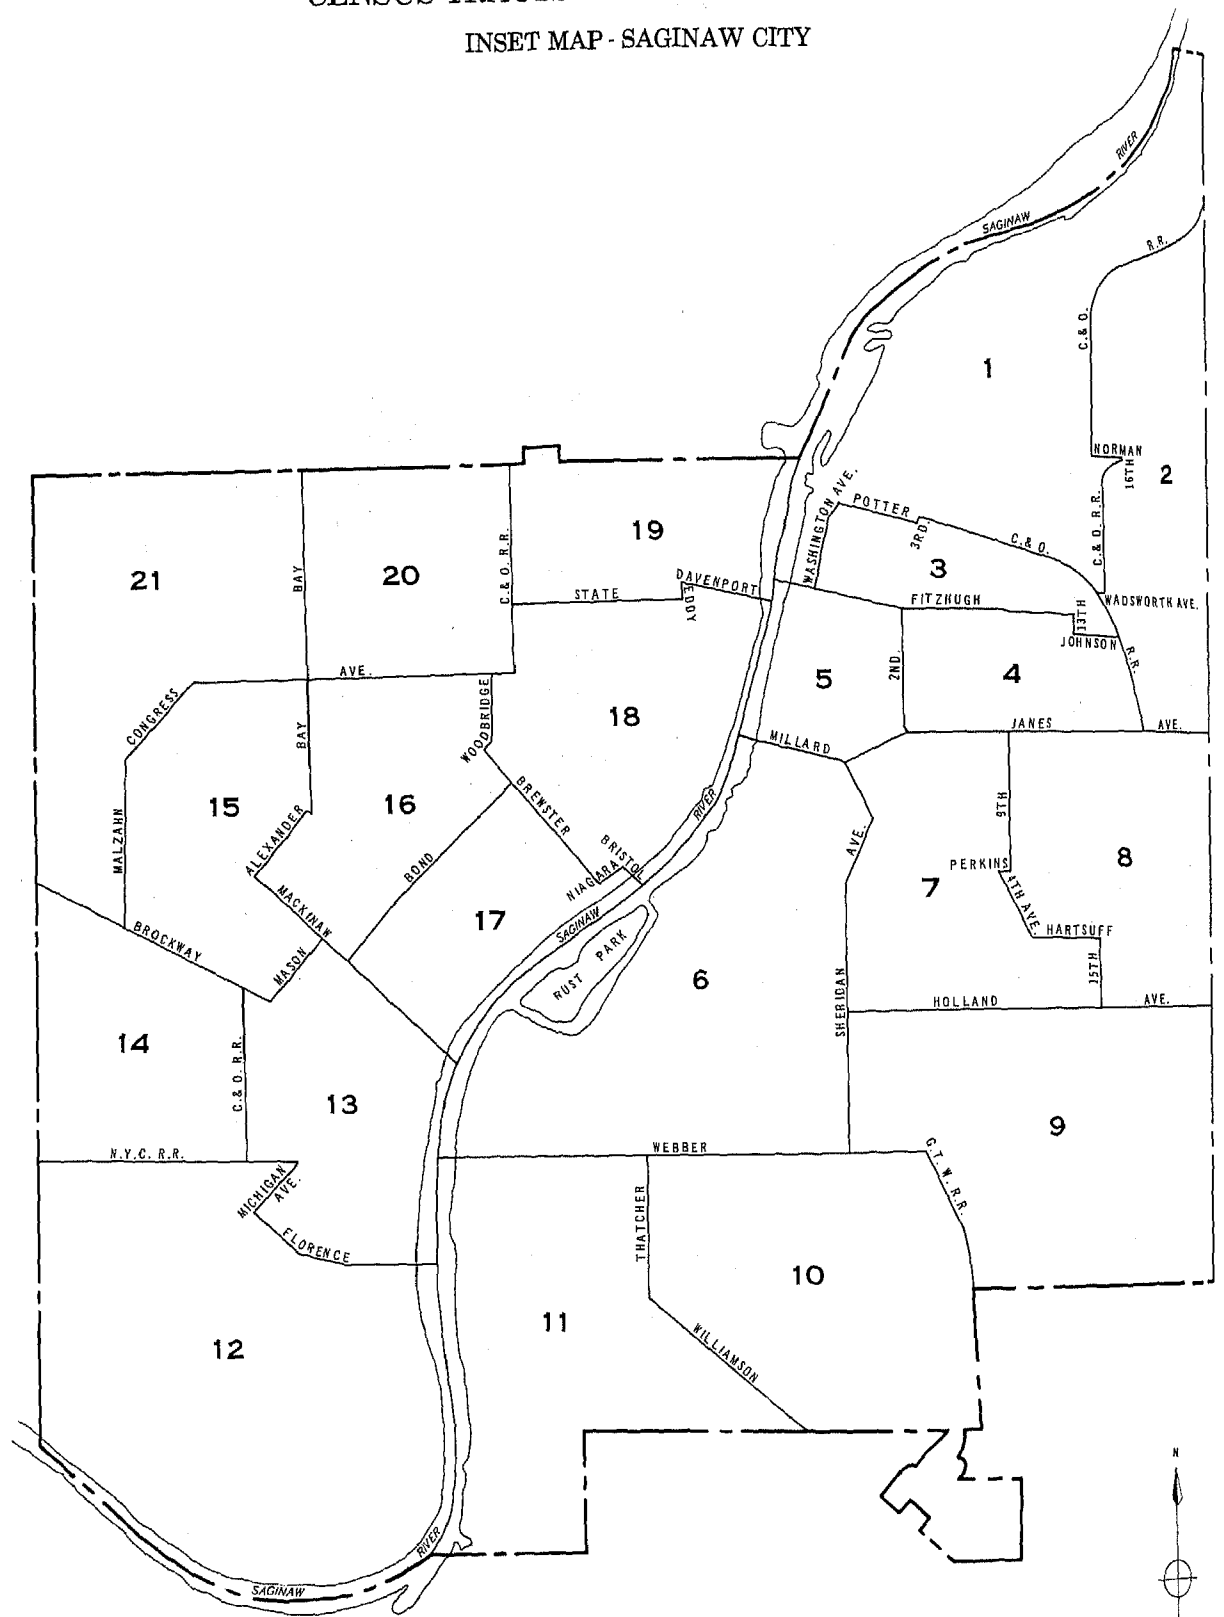 INSET MAP - SAGINAW CITY
RIVER
SAGINAW
R.R.
C.& O.
1
NORMAN
16TH
2
WASHINGTON AVE.
POTTER
3RD.
C.& O.
C.& O. R.R.
19
3
21
BAY
20
C.& O. R.R.
STATE
EDDY
DAVENPORT
FITZHUGH
13TH
WADSWORTH AVE.
JOHNSON
R.R.
CONGRESS
AVE.
WOODBRIDGE
18
5
2ND.
4
BAY
MILLARD
JANES
AVE.
MALZAHN
15
ALEXANDER
16
BREWSTER
RIVER
AVE.
9TH
BOND
BRISTOL
NIAGARA
7
PERKINS
8
4TH AVE.
MACKINAW
17
SAGINAW
BROCKWAY
MASON
RUST PARK
6
HARTSUFF
15TH
SHERIDAN
HOLLAND
AVE.
14
C.& O. R.R.
13
9
N.Y.C. R.R.
WEBBER
G.T.W. R.R.
MICHIGAN
AVE.
THATCHER
FLORENCE
10
12
11
WILLIAMSON
N
RIVER
SAGINAW